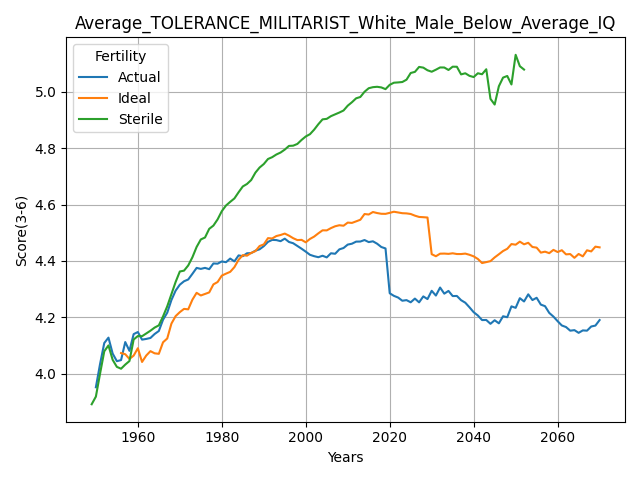 Average_TOLERANCE_MILITARIST_White_Male_Below_Average_IQ
Fertility
Actual
Ideal
Sterile
Score(3-6)
5.0
4.8
4.6
4.4
4.2
4.0
1960 1980 2000 2020 2040 2060
Years